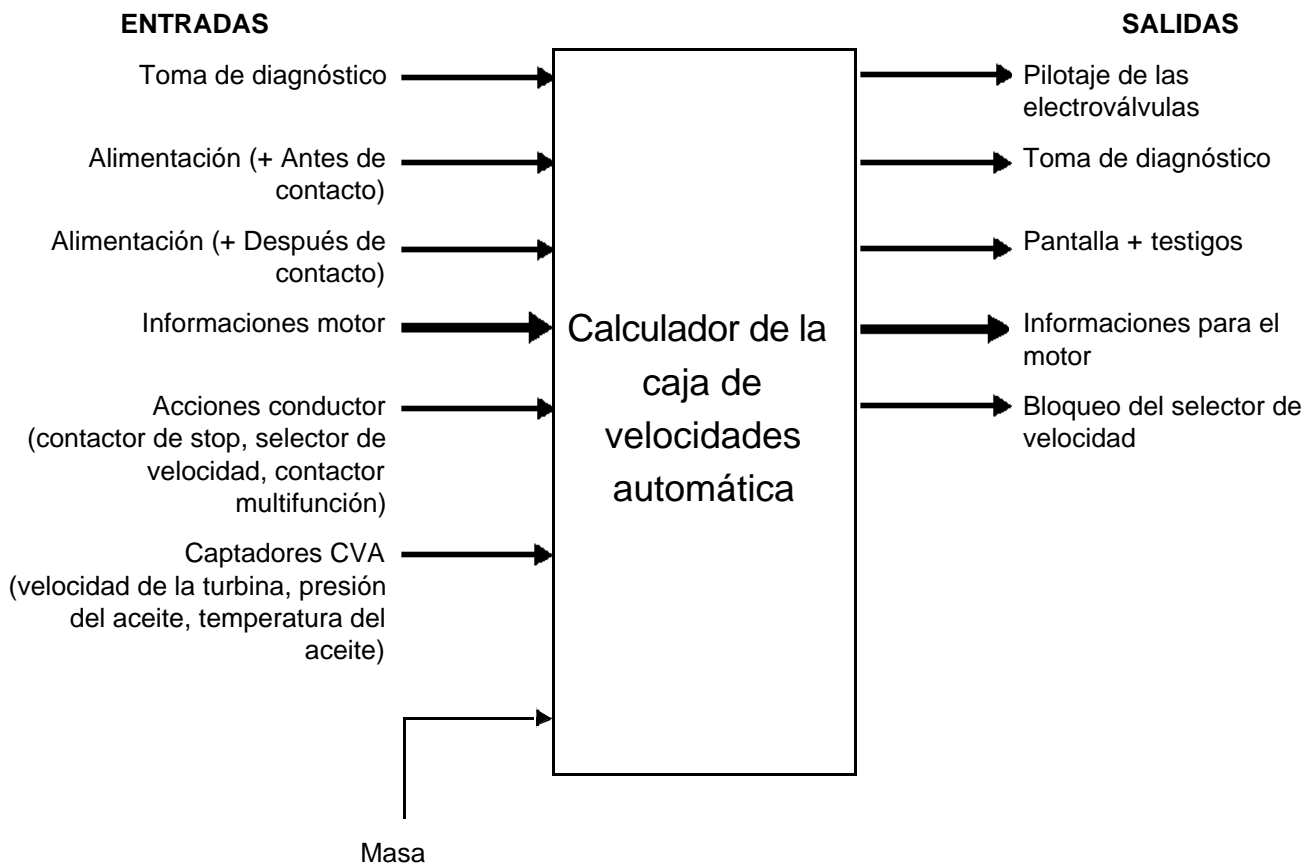 ENTRADAS
Toma de diagnóstico
Alimentación (+ Antes de
contacto)
Alimentación (+ Después de
contacto)
Informaciones motor
Acciones conductor
(contactor de stop, selector de
velocidad, contactor
multifunción)
Captadores CVA
(velocidad de la turbina, presión
del aceite, temperatura del
aceite)
Masa
Calculador de la
caja de
velocidades
automática
SALIDAS
Pilotaje de las
electroválvulas
Toma de diagnóstico
Pantalla + testigos
Informaciones para el
motor
Bloqueo del selector de
velocidad